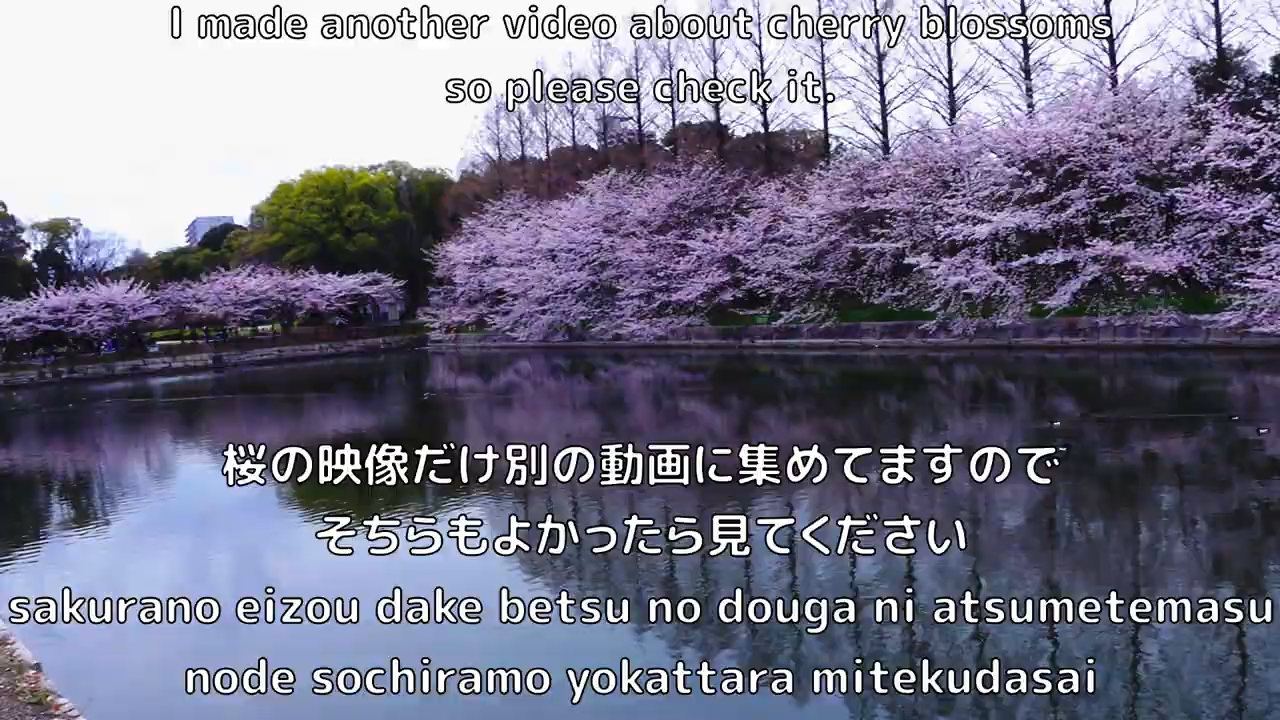 I made another video about cherry blossoms
so please check it.
桜の映像だけ別の動画に集めてますので
そちらもよかったら見てください
sakurano eizou dake betsu no douga ni atsumetemasu
node sochiramo yokattara mitekudasai